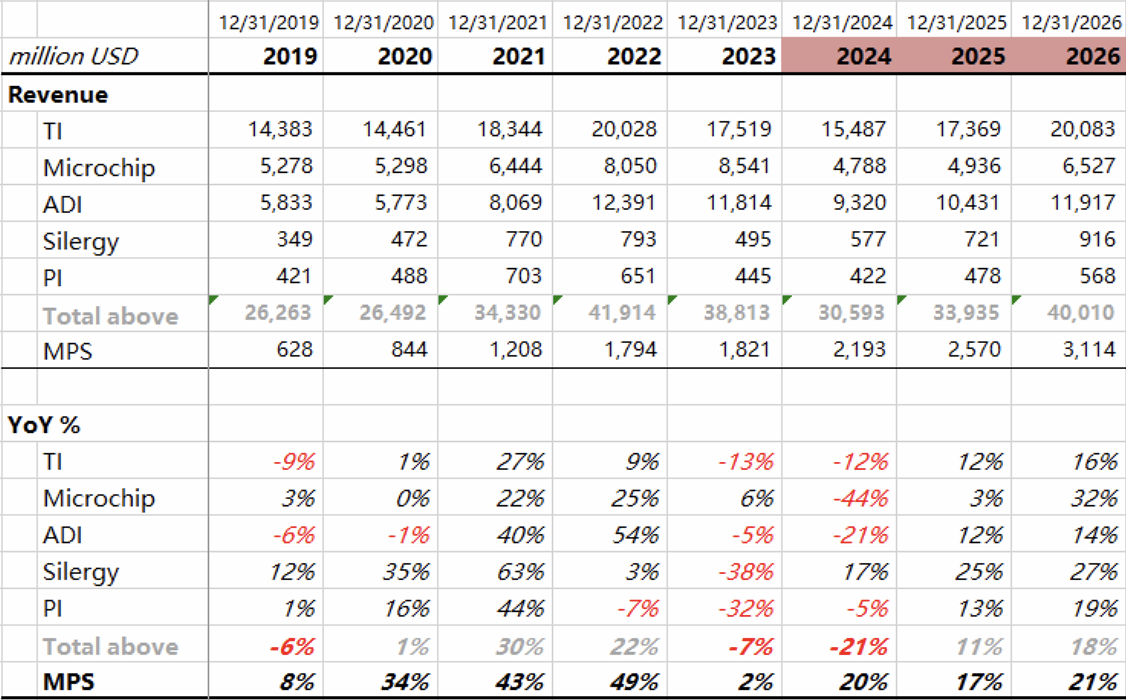 12/31/2019 12/31/2020 12/31/2021 12/31/2022 12/31/2023 12/31/2024 12/31/2025 12/31/2026
million USD 2019 2020 2021 2022 2023 2024 2025 2026
Revenue
TI 14,383 14,461 18,344 20,028 17,519 15,487 17,369 20,083
Microchip 5,278 5,298 6,444 8,050 8,541 4,788 4,936 6,527
ADI 5,833 5,773 8,069 12,391 11,814 9,320 10,431 11,917
Silergy 349 472 770 793 495 577 721 916
PI 421 488 703 651 445 422 478 568
Total above 26,263 26,492 34,330 41,914 38,813 30,593 33,935 40,010
MPS 628 844 1,208 1,794 1,821 2,193 2,570 3,114
YoY %
TI -9% 1% 27% 9% -13% -12% 12% 16%
Microchip 3% 0% 22% 25% 6% -44% 3% 32%
ADI -6% -1% 40% 54% -5% -21% 12% 14%
Silergy 12% 35% 63% 3% -38% 17% 25% 27%
PI 1% 16% 44% -7% -32% -5% 13% 19%
Total above -6% 1% 30% 22% -7% -21% 11% 18%
MPS 8% 34% 43% 49% 2% 20% 17% 21%